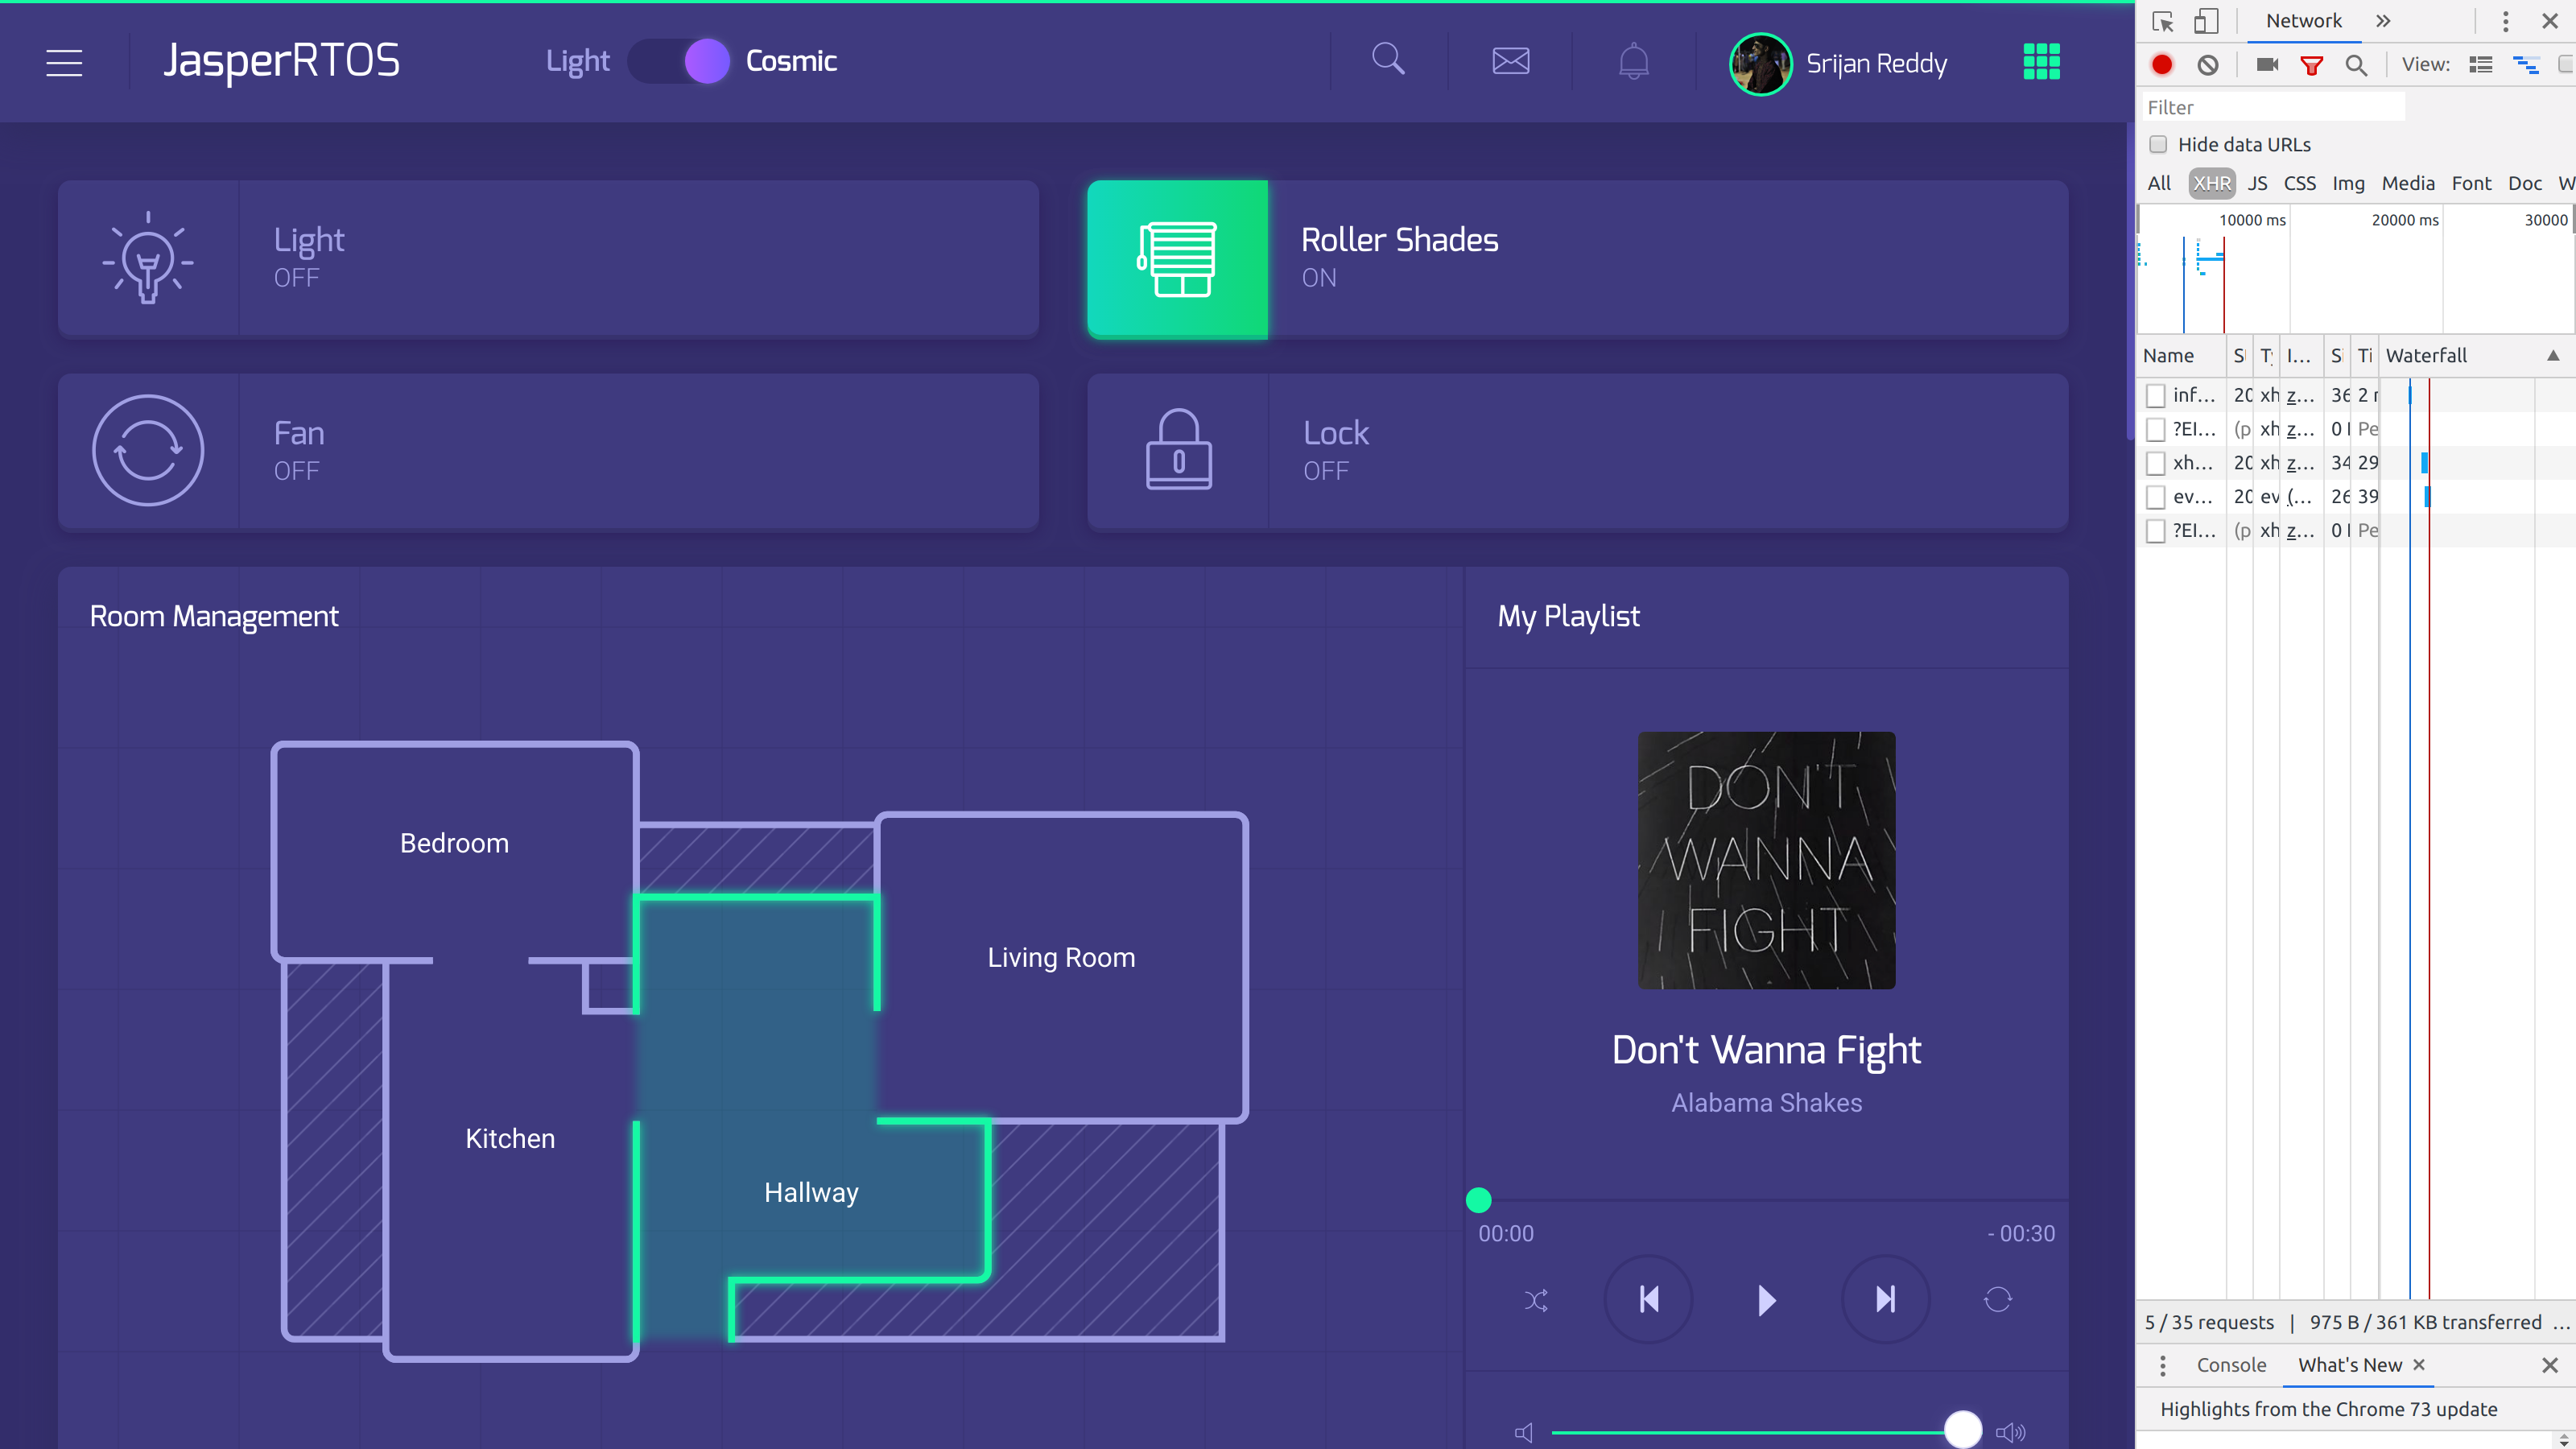 JasperRTOS
Light Cosmic
Srijan Reddy
Light
OFF
Roller Shades
ON
Fan
OFF
Lock
OFF
Room Management
Bedroom
Living Room
Kitchen
Hallway
My Playlist
DON'T
WANNA
FIGHT
Don't Wanna Fight
Alabama Shakes
00:00 - 00:30
Network
View:
Filter
Hide data URLs
All XHR JS CSS Img Media Font Doc W
10000 ms 20000 ms 30000
Name I... Ti Waterfall
inf... 20 xh z... 36 2
?EI... (p xh z... 0 Pe
xh... 20 xh z... 34 29
ev... 20 ev (... 26 39
?EI... (p xh z... 0 Pe
5 / 35 requests | 975 B / 361 KB transferred ...
Console What's New
Highlights from the Chrome 73 update